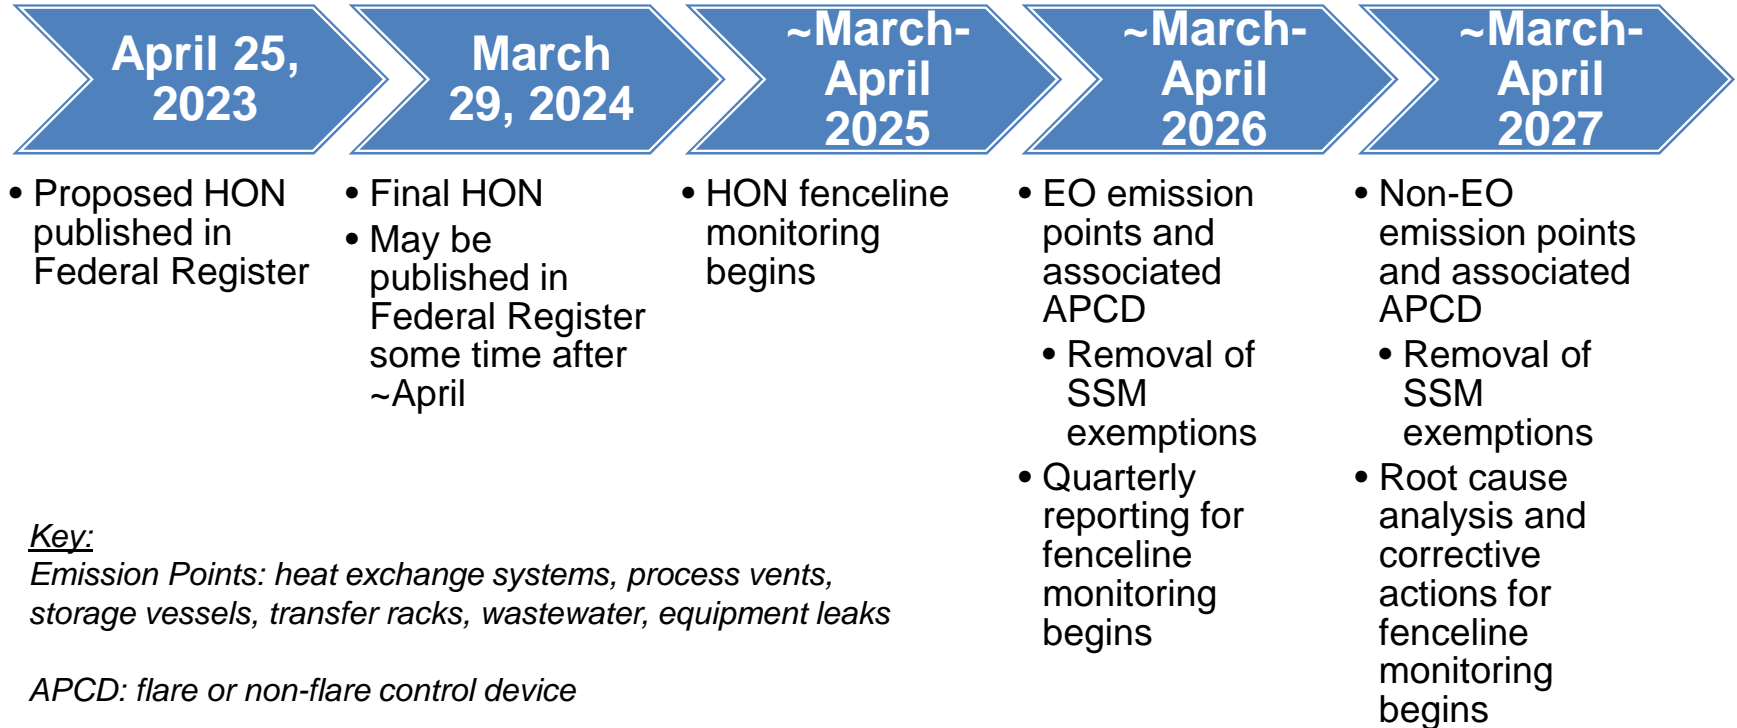 April 25,
2023
• Proposed HON
published in
Federal Register
March
29, 2024
• Final HON
• May be
published in
Federal Register
some time after
~April
~March-
April
2025
• HON fenceline
monitoring
begins
~March-
April
2026
• EO emission
points and
associated
APCD
• Removal of
SSM
exemptions
• Quarterly
reporting for
fenceline
monitoring
begins
~March-
April
2027
• Non-EO
emission points
and associated
APCD
• Removal of
SSM
exemptions
• Root cause
analysis and
corrective
actions for
fenceline
monitoring
begins
Key:
Emission Points: heat exchange systems, process vents,
storage vessels, transfer racks, wastewater, equipment leaks
APCD: flare or non-flare control device